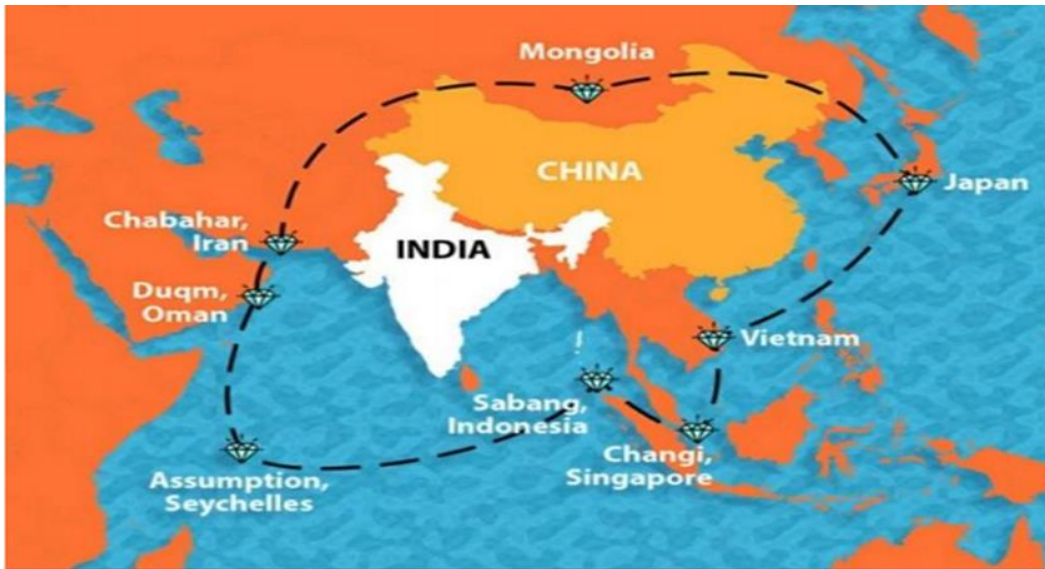 Mongolia
CHINA
Japan
Chabahar,
Iran
INDIA
Duqm,
Oman
Vietnam
Sabang,
Indonesia
Changi,
Singapore
Assumption,
Seychelles